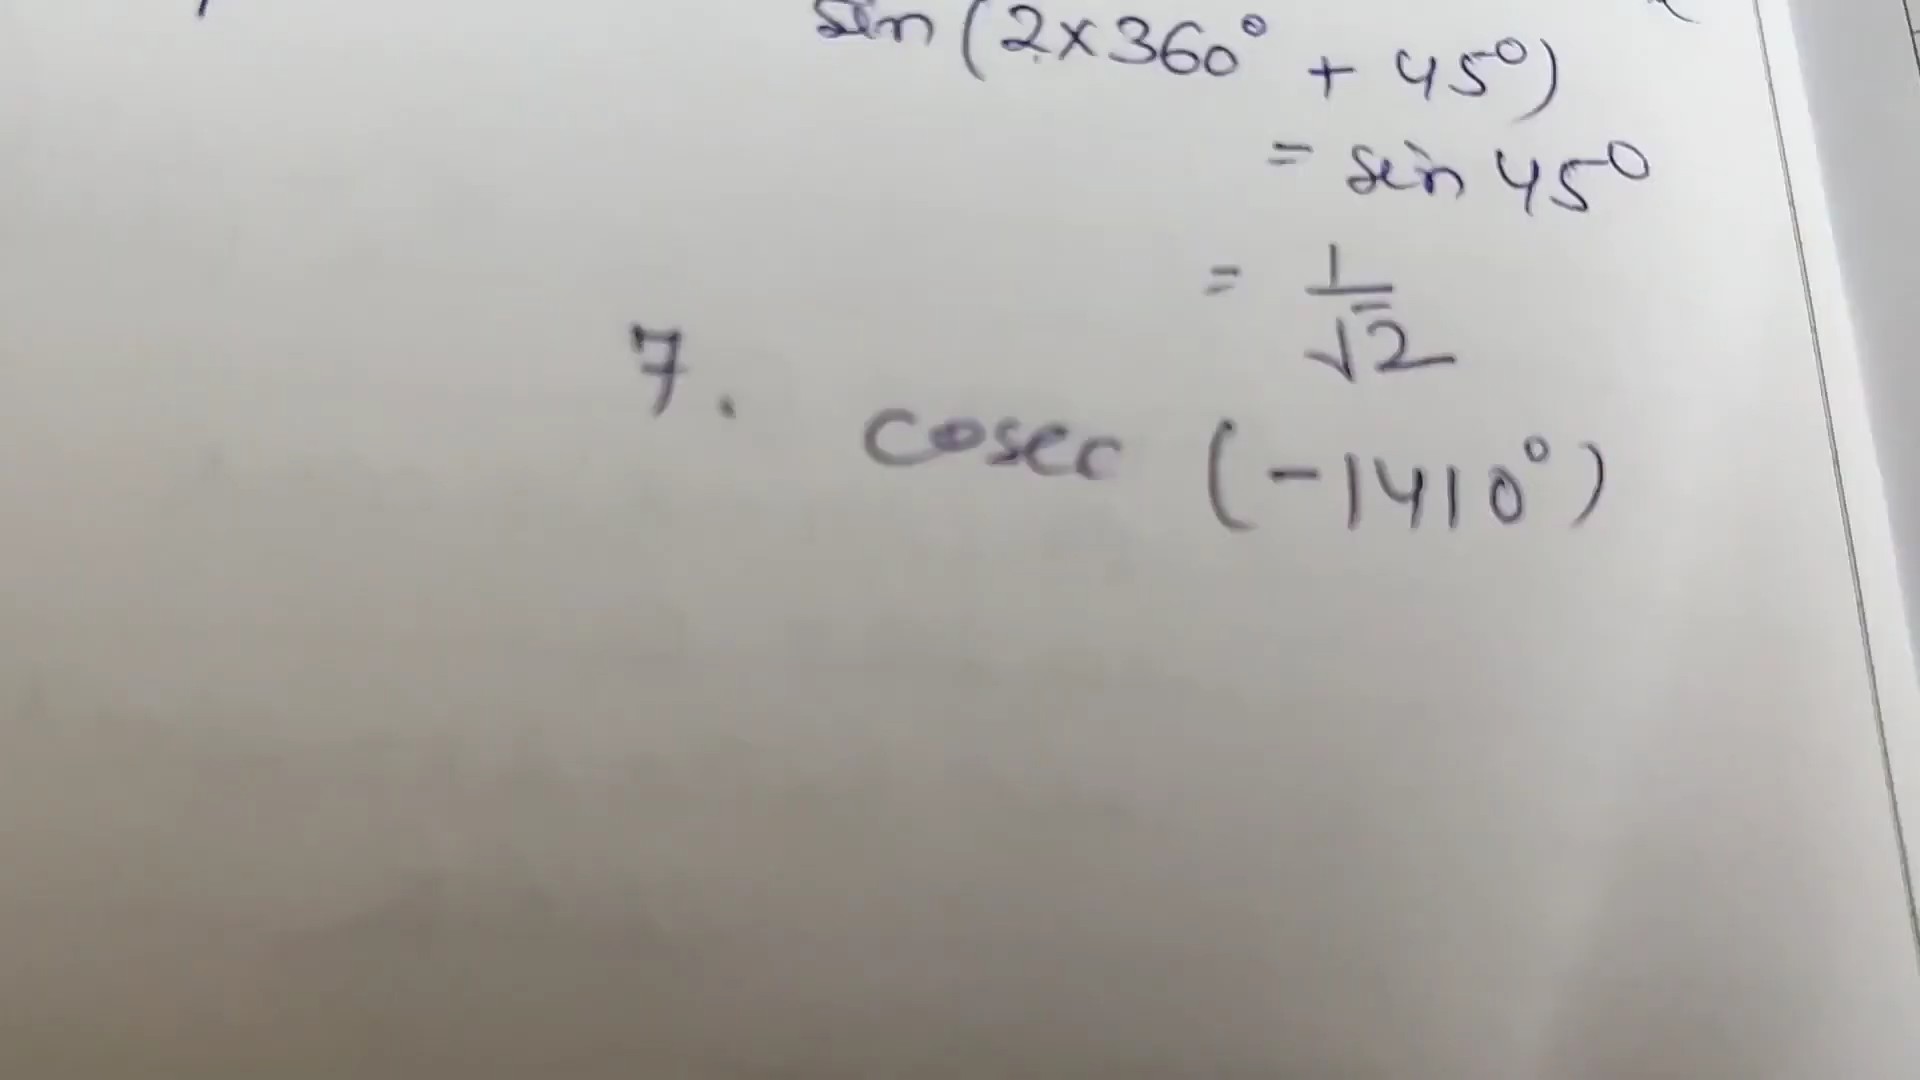 sin (2×360° + 45°)
= sin 45°
= 1/√2
7. cosec (-1410°)